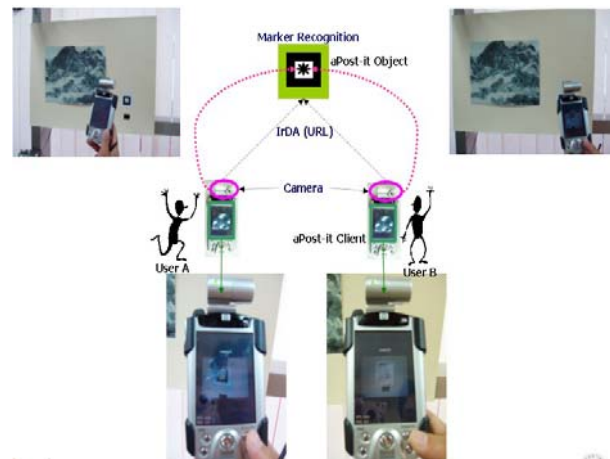 Marker Recognition
aPost-it Object
IrDA (URL)
Camera
aPost-it Client
User A
User B